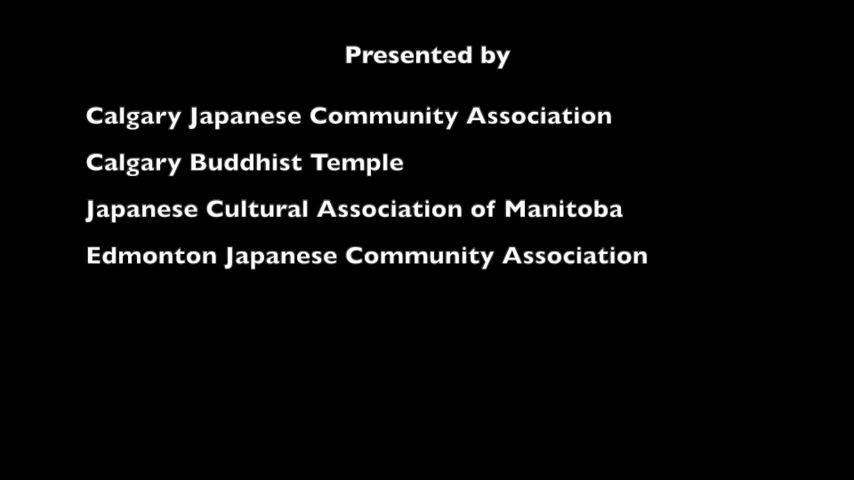 Presented by
Calgary Japanese Community Association
Calgary Buddhist Temple
Japanese Cultural Association of Manitoba
Edmonton Japanese Community Association